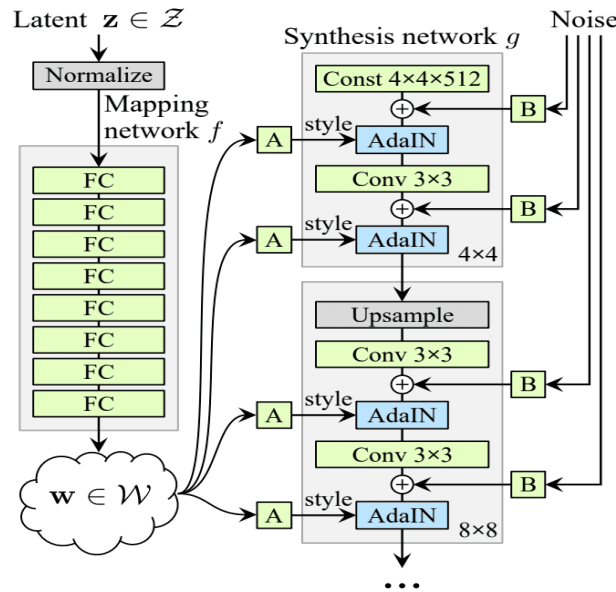 Latent z ∈ Z
Normalize
Mapping
network f
FC
FC
FC
FC
FC
FC
FC
FC
w ∈ W
Synthesis network g
Noise
Const 4×4×512
B
A
style
AdaIN
Conv 3×3
B
A
style
AdaIN
4×4
Upsample
Conv 3×3
B
A
style
AdaIN
Conv 3×3
B
A
style
AdaIN
8×8
...